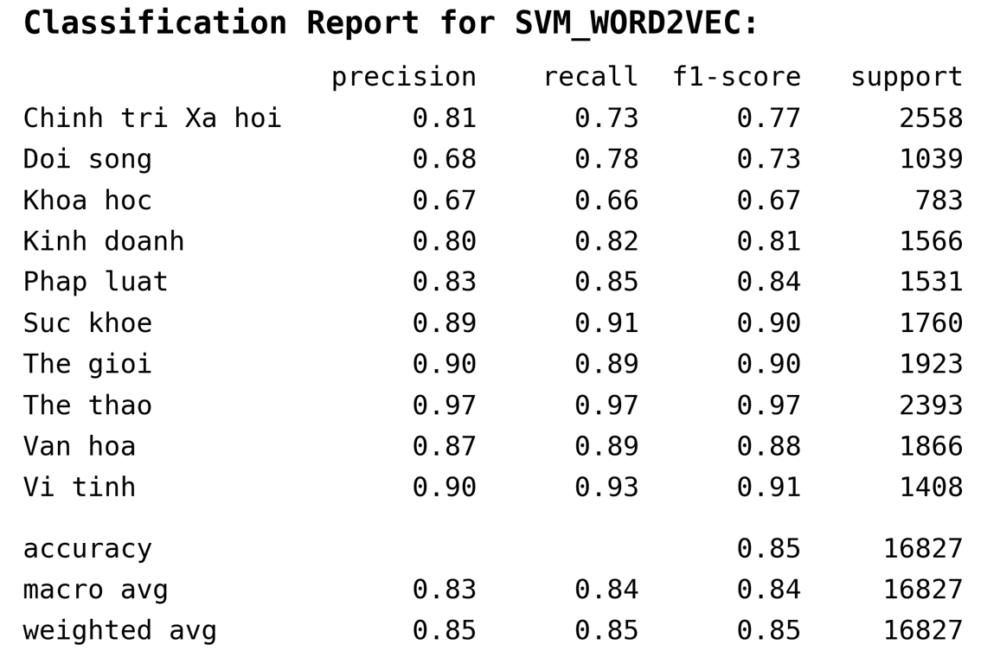 Classification Report for SVM_WORD2VEC:
precision recall f1-score support
Chinh tri Xa hoi 0.81 0.73 0.77 2558
Doi song 0.68 0.78 0.73 1039
Khoa hoc 0.67 0.66 0.67 783
Kinh doanh 0.80 0.82 0.81 1566
Phap luat 0.83 0.85 0.84 1531
Suc khoe 0.89 0.91 0.90 1760
The gioi 0.90 0.89 0.90 1923
The thao 0.97 0.97 0.97 2393
Van hoa 0.87 0.89 0.88 1866
Vi tinh 0.90 0.93 0.91 1408
accuracy 0.85 16827
macro avg 0.83 0.84 0.84 16827
weighted avg 0.85 0.85 0.85 16827